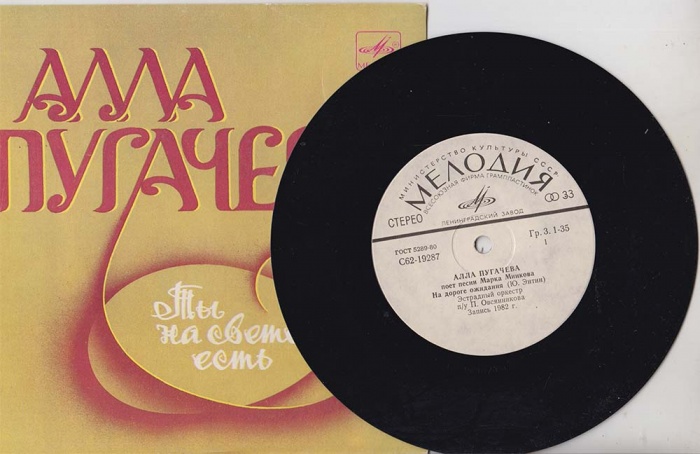 АЛЛА
ПУГАЧЕ
Ты
на свете
есть
МИНИСТЕРСТВО КУЛЬТУРЫ СССР
МЕЛОДИЯ
ВСЕСОЮЗНАЯ ФИРМА ГРАМПЛАСТИНОК
СТЕРЕО
33
ЛЕНИНГРАДСКИЙ ЗАВОД
ГОСТ 5289-80
Гр. 3. 1-35
С62-19287
1
АЛЛА ПУГАЧЕВА
поет песни Марка Минкова
На дороге ожидания (Ю. Энтин)
Эстрадный оркестр
п/у П. Овсянникова
Запись 1982 г.